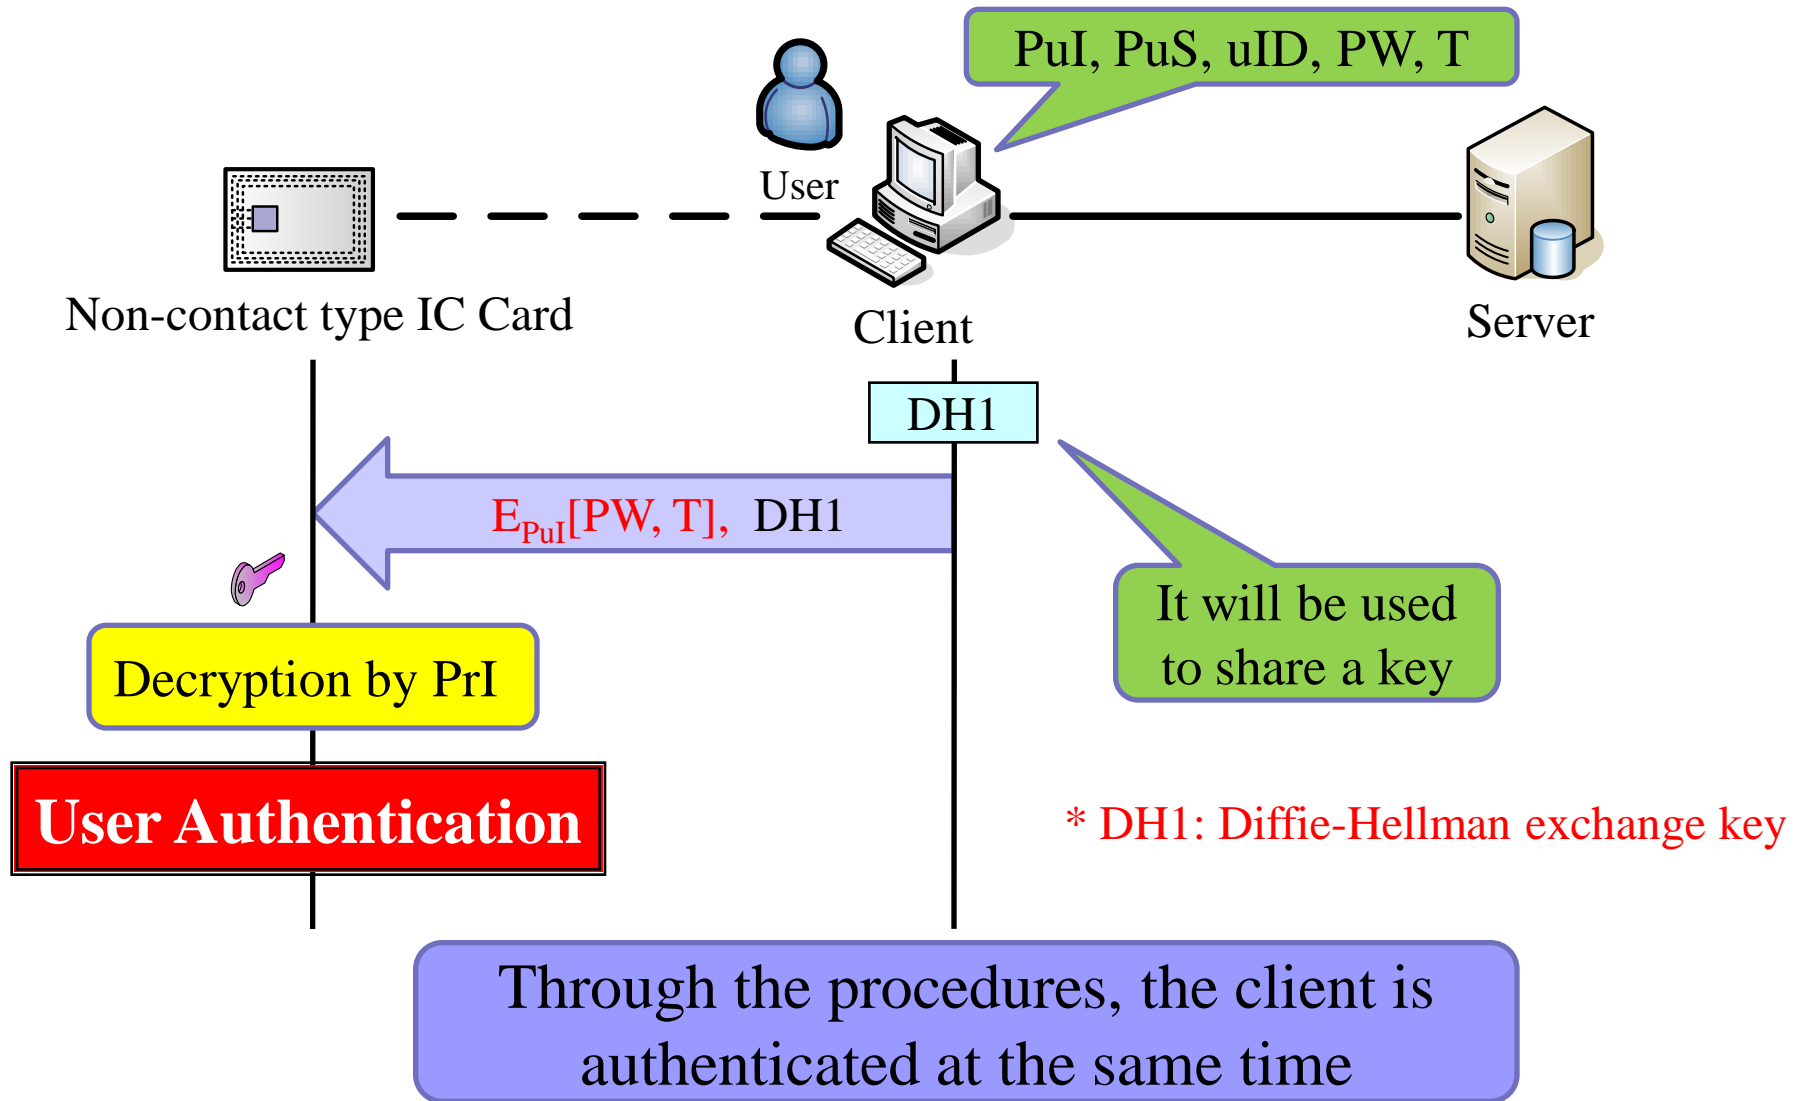 PuI, PuS, uID, PW, T
User
Non-contact type IC Card
Client
Server
DH1
E_PuI[PW, T], DH1
It will be used
to share a key
Decryption by PrI
User Authentication
* DH1: Diffie-Hellman exchange key
Through the procedures, the client is
authenticated at the same time